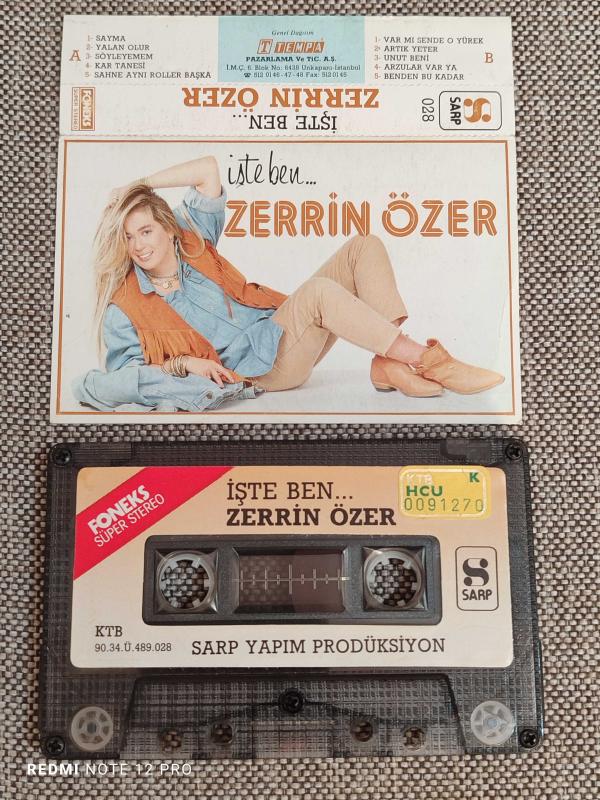 Genel Dağıtım
T TEMPA
PAZARLAMA Ve TİC. A.Ş.
İ.M.Ç. 6. Blok No: 6438 Unkapanı-İstanbul
☎ 512 01 46 - 47 - 48 Fax: 512 01 45
A
1- SAYMA
2- YALAN OLUR
3- SÖYLEYEMEM
4- KAR TANESİ
5- SAHNE AYNI ROLLER BAŞKA
B
1- VAR MI SENDE O YÜREK
2- ARTIK YETER
3- UNUT BENİ
4- ARZULAR VAR YA
5- BENDEN BU KADAR
FONEKS
SÜPER STEREO
İŞTE BEN...
ZERRİN ÖZER
028
S SARP
işte ben...
ZERRİN ÖZER
FONEKS
SÜPER STEREO
İŞTE BEN...
ZERRİN ÖZER
KTB K
HCU
0091270
S SARP
KTB
90.34.Ü.489.028
SARP YAPIM PRODÜKSİYON
REDMI NOTE 12 PRO